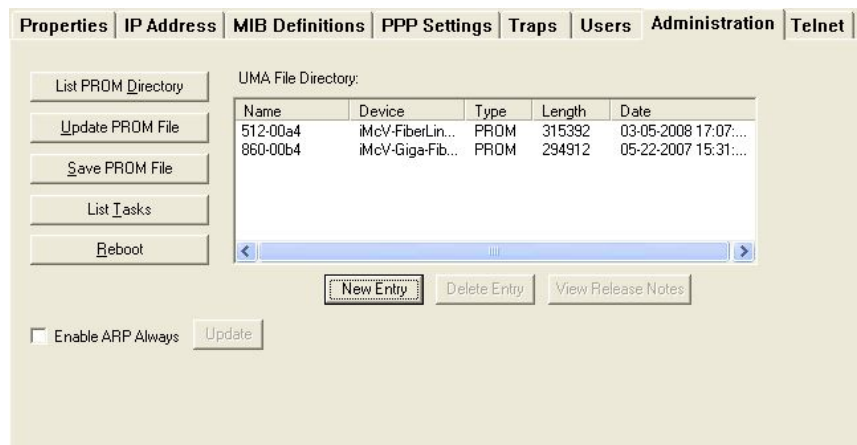 Properties IP Address MIB Definitions PPP Settings Traps Users Administration Telnet
List PROM Directory
Update PROM File
Save PROM File
List Tasks
Reboot
UMA File Directory:
Name Device Type Length Date
512-00a4 iMcV-FiberLin... PROM 315392 03-05-2008 17:07:...
860-00b4 iMcV-Giga-Fib... PROM 294912 05-22-2007 15:31:...
New Entry Delete Entry View Release Notes
Enable ARP Always Update